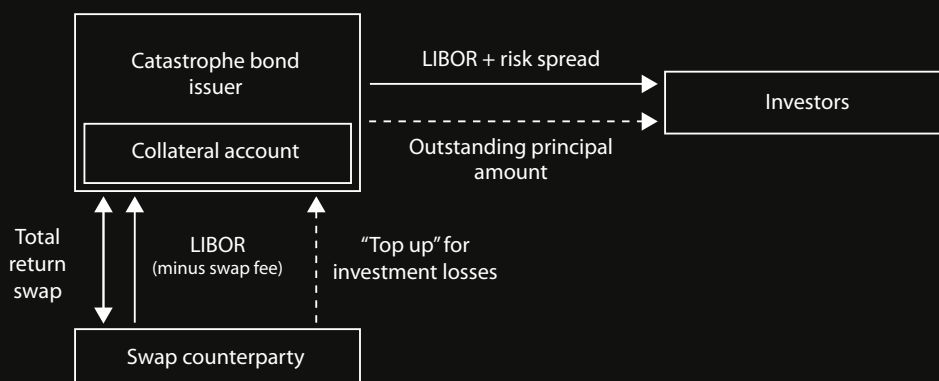 Catastrophe bond
issuer
Collateral account
LIBOR + risk spread
Outstanding principal
amount
Investors
Total
return
swap
LIBOR
(minus swap fee)
“Top up” for
investment losses
Swap counterparty